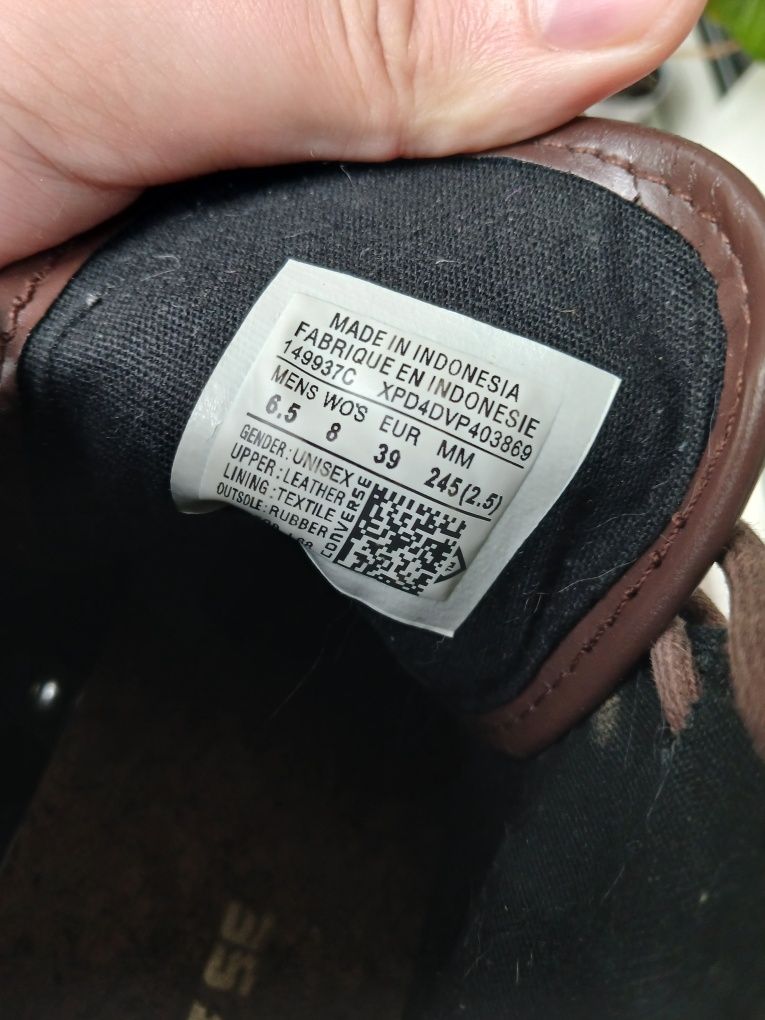 MADE IN INDONESIA
FABRIQUE EN INDONESIE
149937C XPD4DVP403869
MENS WO'S EUR MM
6.5 8 39 245(2.5)
GENDER: UNISEX
UPPER: LEATHER
LINING: TEXTILE
OUTSOLE: RUBBER
CONVERSE
SE